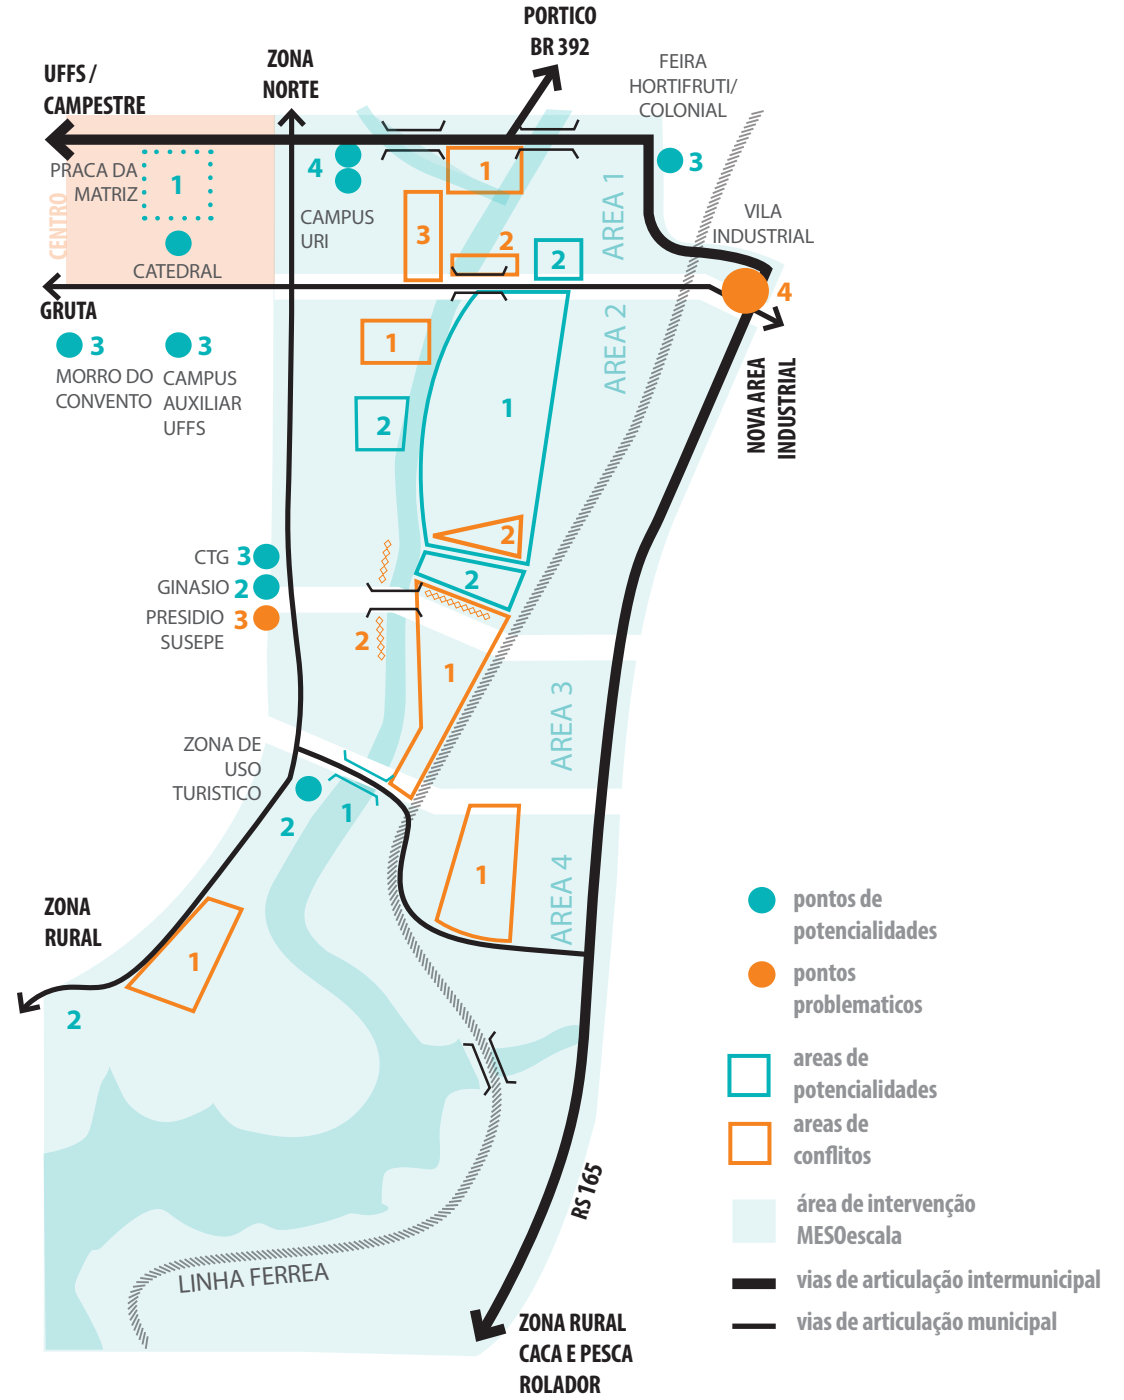 PORTICO
BR 392
ZONA
NORTE
UFFS /
CAMPESTRE
FEIRA
HORTIFRUTI/
COLONIAL
PRACA DA
MATRIZ
1
CENTRO
CATEDRAL
4
CAMPUS
URI
1
3
2
2
AREA 1
3
VILA
INDUSTRIAL
4
GRUTA
3
MORRO DO
CONVENTO
3
CAMPUS
AUXILIAR
UFFS
1
2
1
AREA 2
NOVA AREA
INDUSTRIAL
2
2
CTG 3
GINASIO 2
PRESIDIO
SUSEPE
3
2
1
AREA 3
ZONA DE
USO
TURISTICO
2
1
1
AREA 4
ZONA
RURAL
1
2
LINHA FERREA
RS 165
ZONA RURAL
CACA E PESCA
ROLADOR
pontos de
potencialidades
pontos
problematicos
areas de
potencialidades
areas de
conflitos
área de intervenção
MESOescala
vias de articulação intermunicipal
vias de articulação municipal